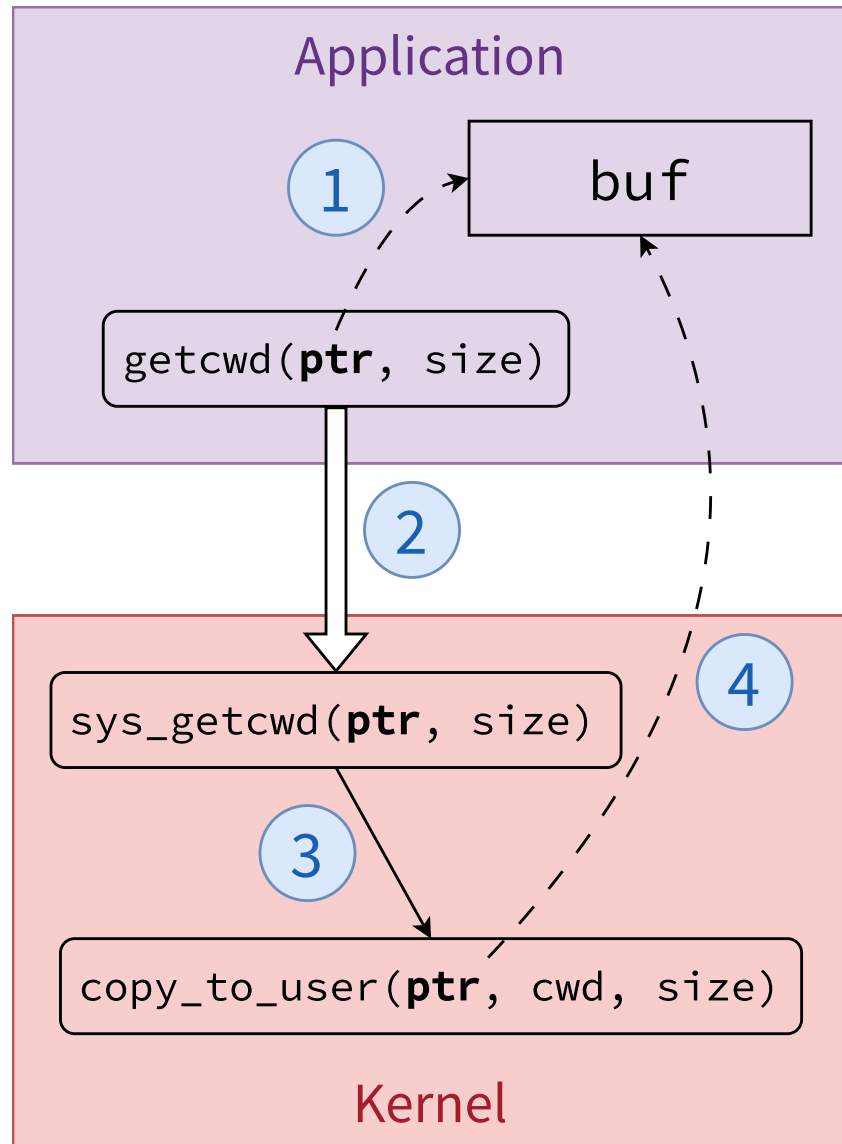 Application
1
buf
getcwd(ptr, size)
2
sys_getcwd(ptr, size)
4
3
copy_to_user(ptr, cwd, size)
Kernel